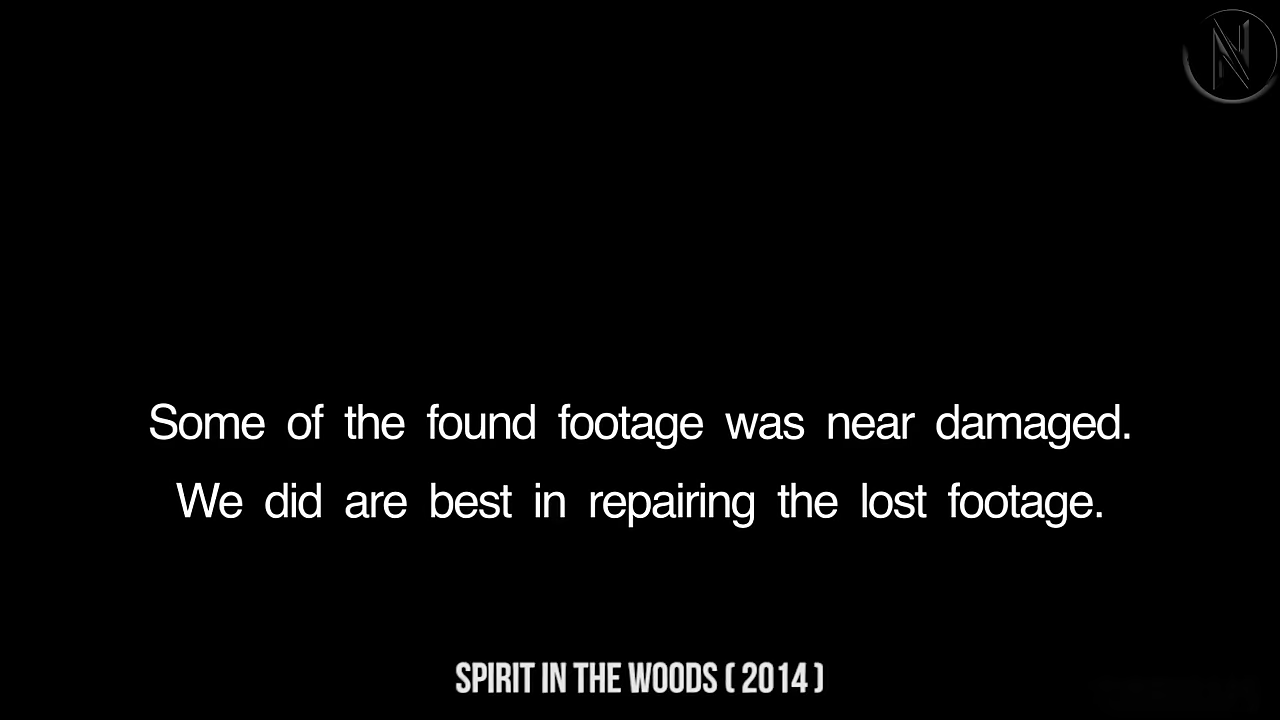 Some of the found footage was near damaged.
We did are best in repairing the lost footage.
SPIRIT IN THE WOODS ( 2014 )